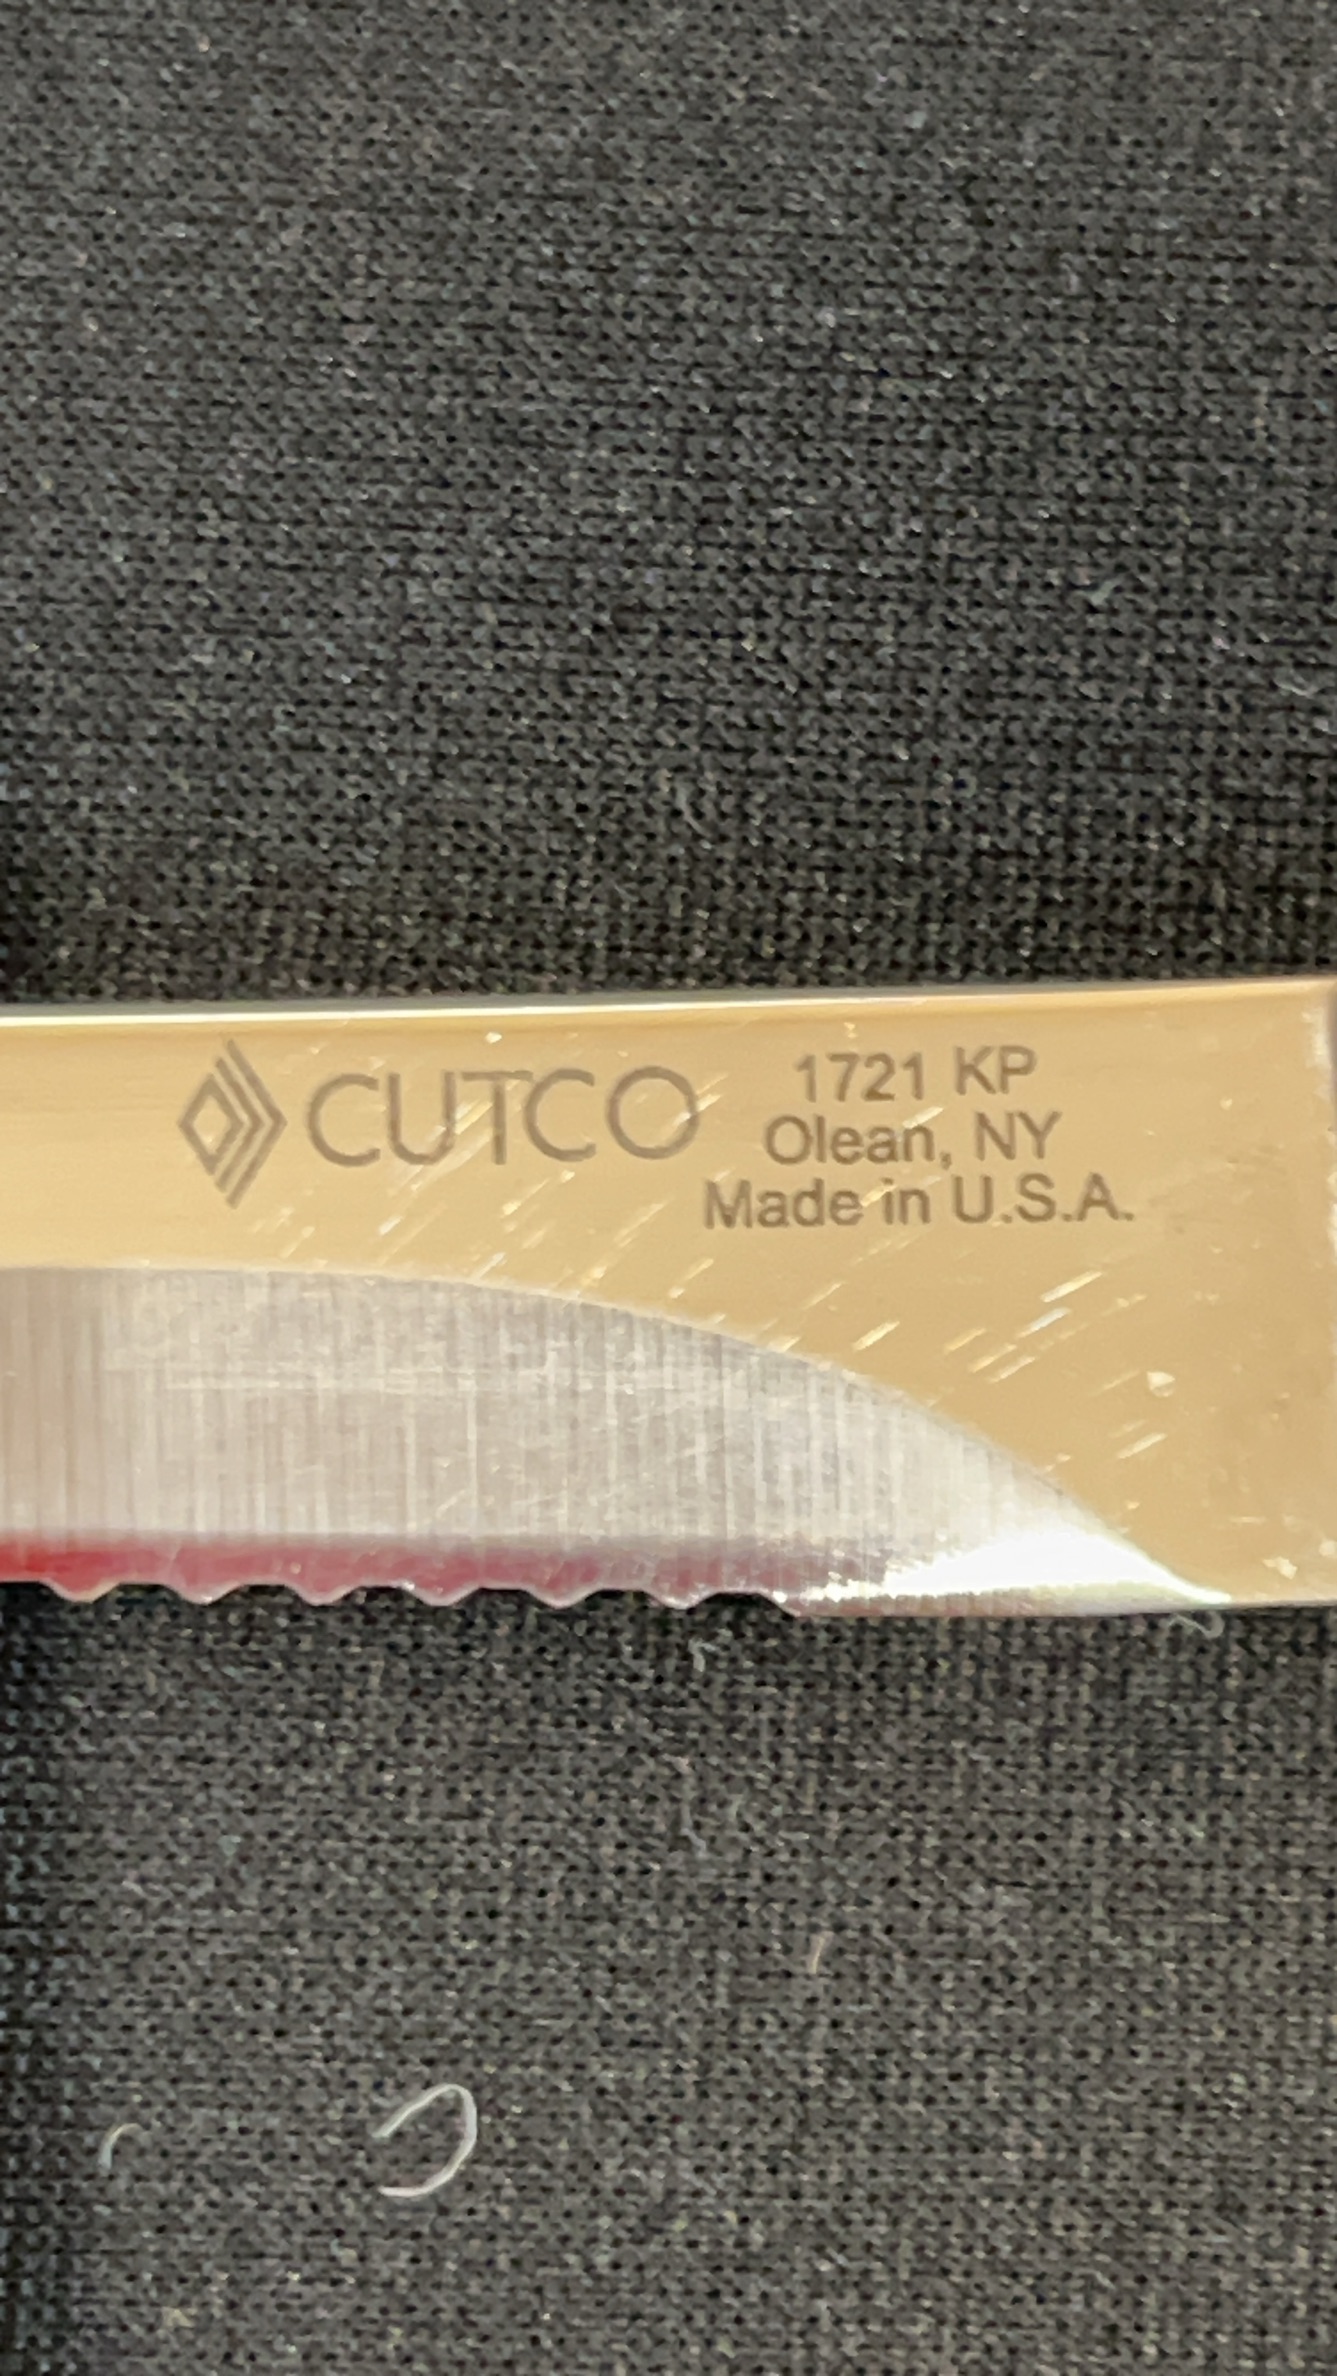 CUTCO
1721 KP
Olean, NY
Made in U.S.A.